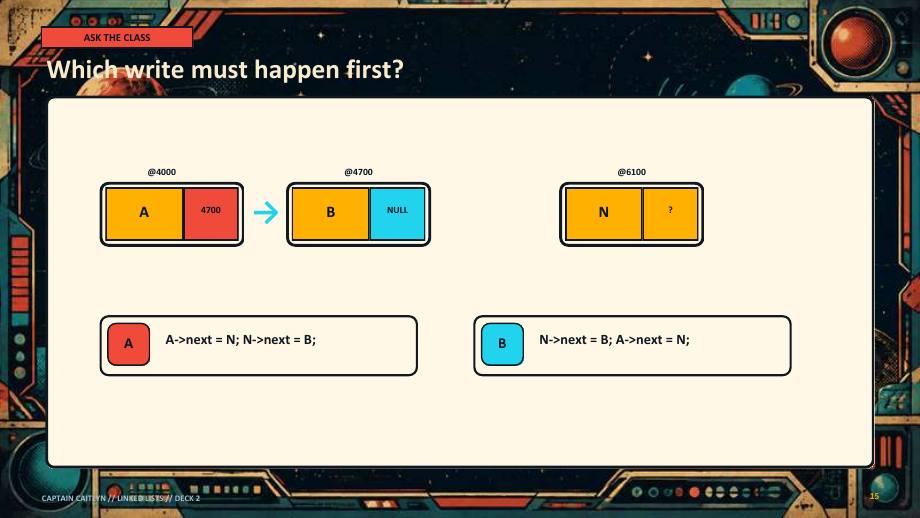 ASK THE CLASS
Which write must happen first?
@4000
@4700
@6100
A
4700
B
NULL
N
?
A
A->next = N; N->next = B;
B
N->next = B; A->next = N;
CAPTAIN CAITLYN // LINKED LISTS // DECK 2
15